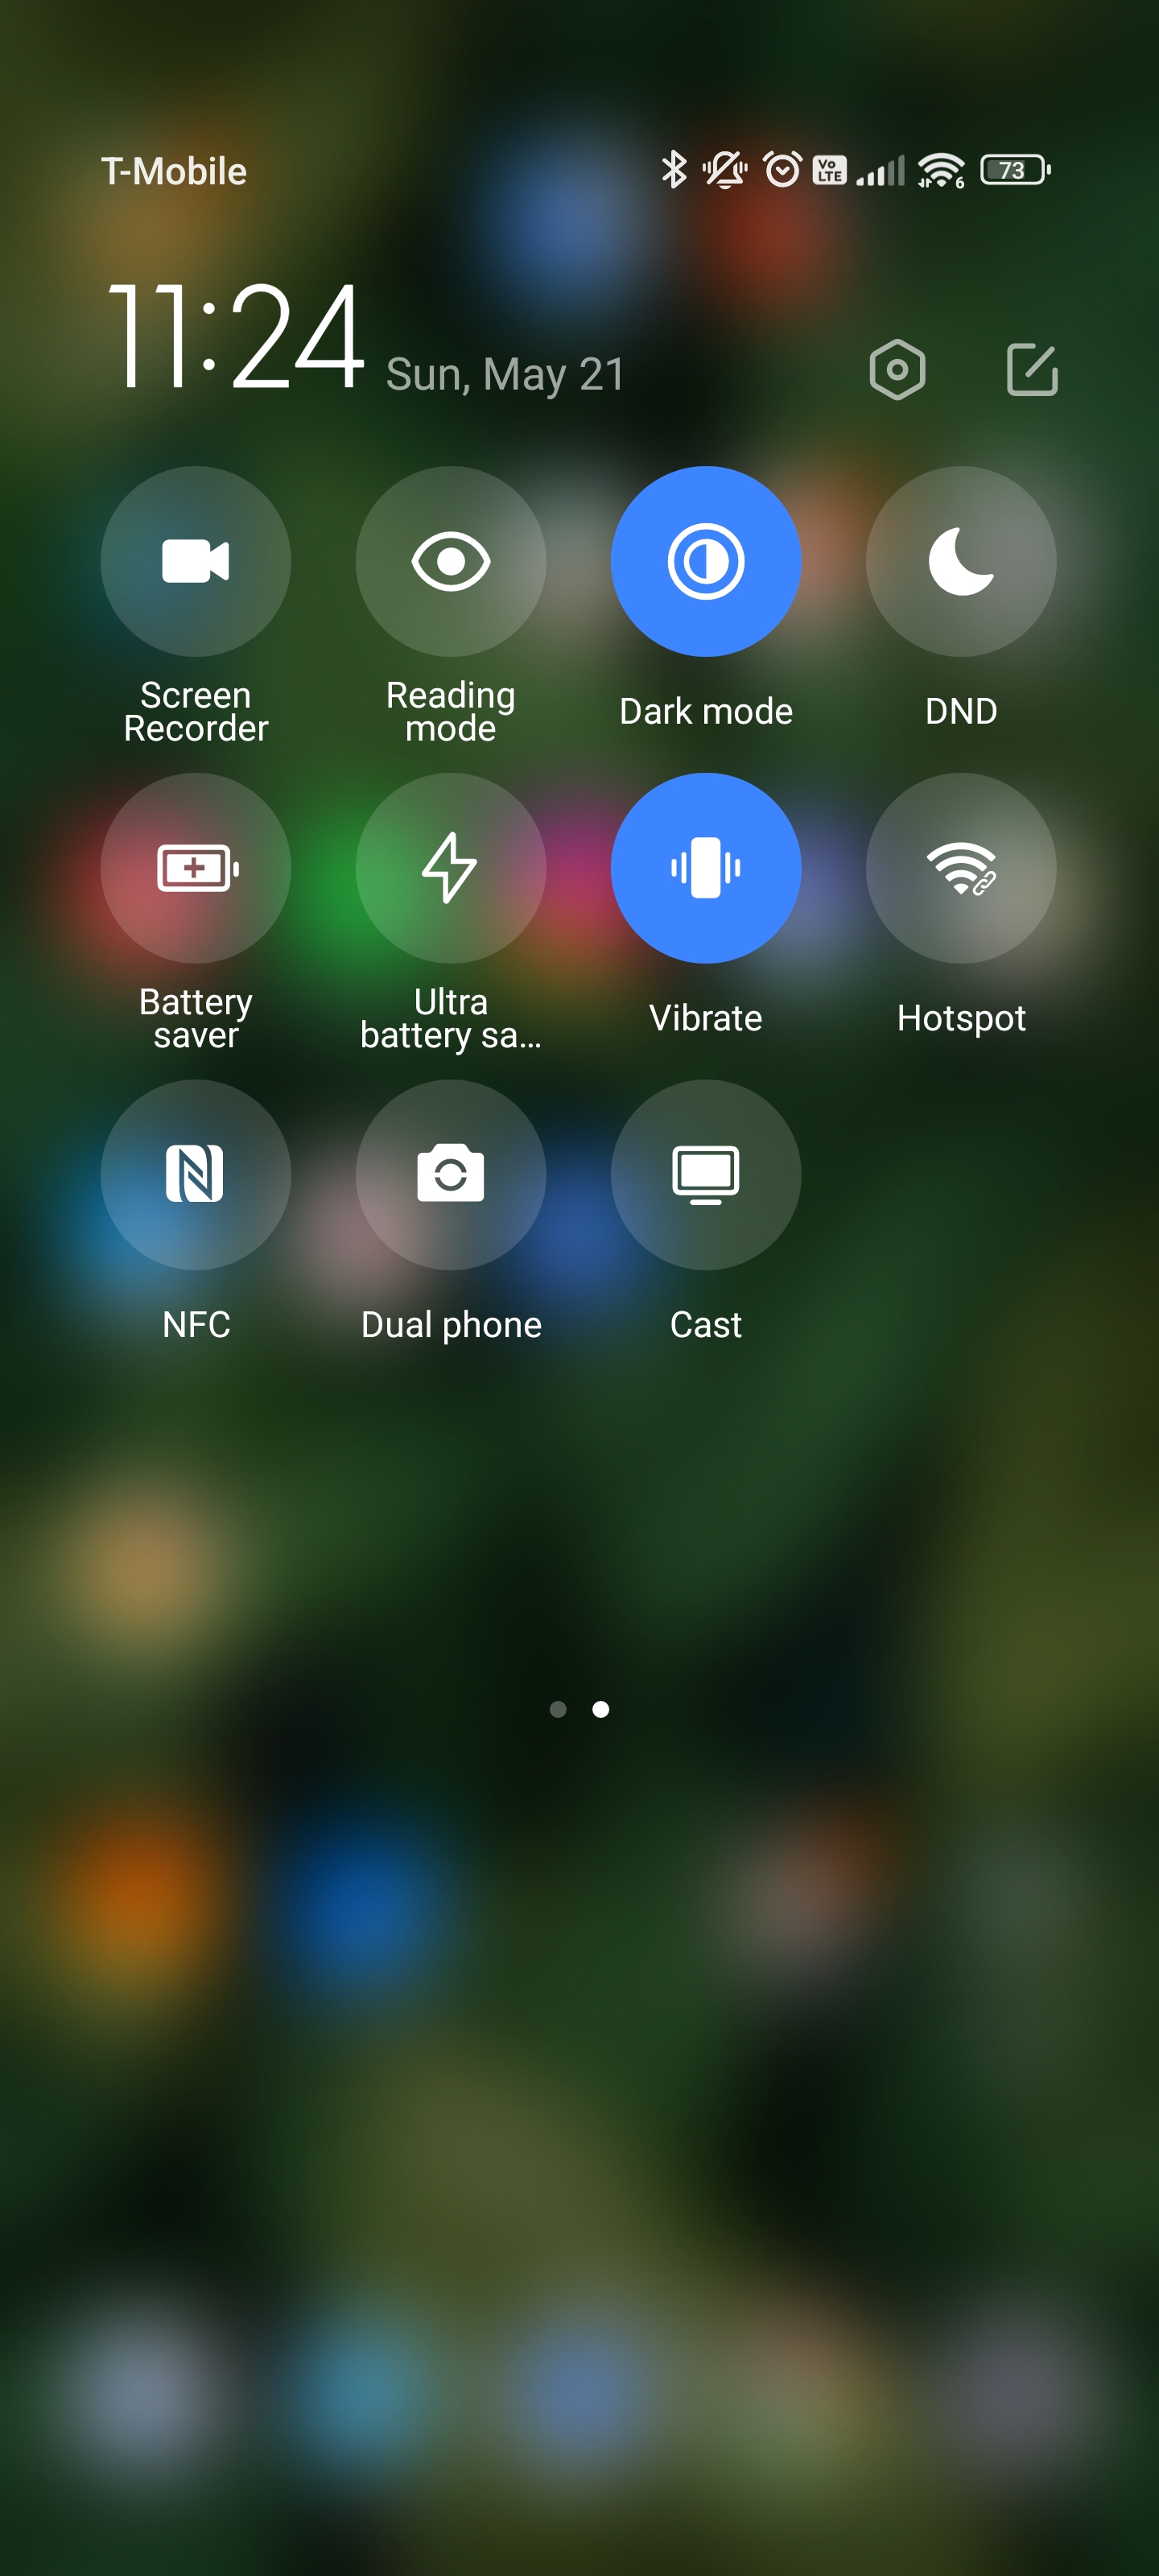 T-Mobile Vo LTE 6 73
11:24 Sun, May 21
Screen Recorder
Reading mode
Dark mode
DND
Battery saver
Ultra battery sa...
Vibrate
Hotspot
NFC
Dual phone
Cast